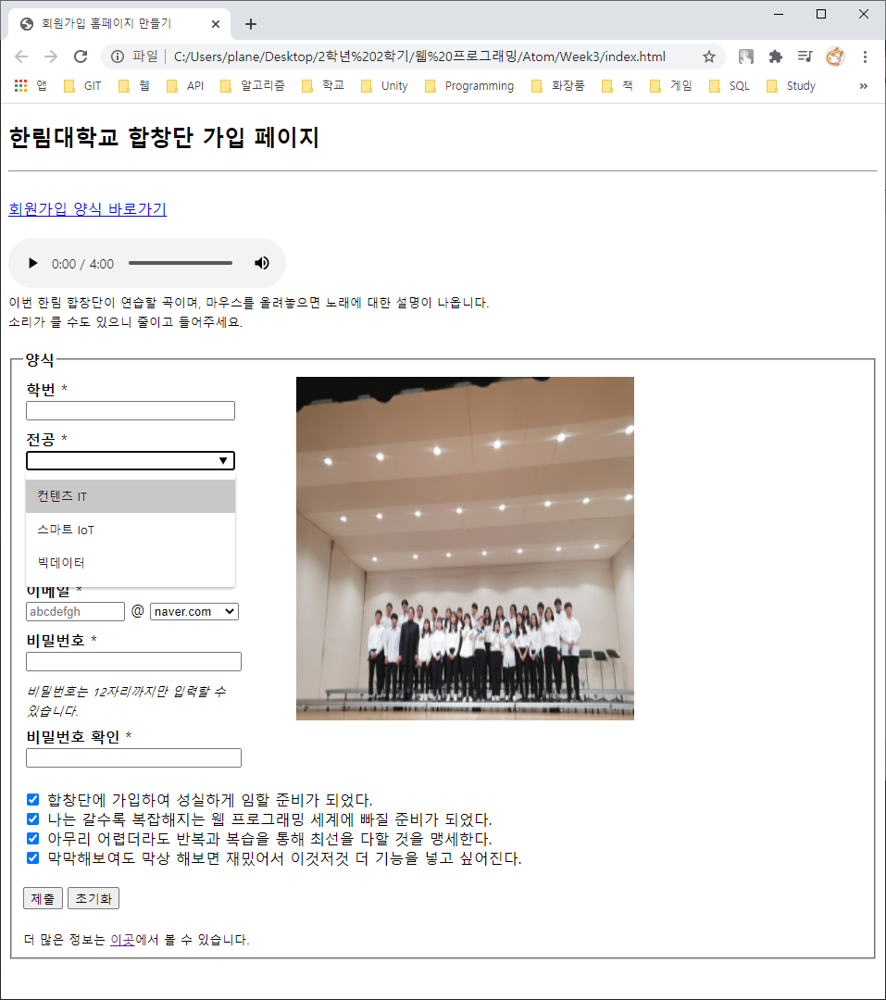 회원가입 홈페이지 만들기
파일 | C:/Users/plane/Desktop/2학년%202학기/웹%20프로그래밍/Atom/Week3/index.html
앱 GIT 웹 API 알고리즘 학교 Unity Programming 화장품 책 게임 SQL Study »
한림대학교 합창단 가입 페이지
회원가입 양식 바로가기
0:00 / 4:00
이번 한림 합창단이 연습할 곡이며, 마우스를 올려놓으면 노래에 대한 설명이 나옵니다.
소리가 클 수도 있으니 줄이고 들어주세요.
양식
학번 *
전공 *
컨텐츠 IT
스마트 IoT
빅데이터
이메일 *
abcdefgh @ naver.com
비밀번호 *
비밀번호는 12자리까지만 입력할 수
있습니다.
비밀번호 확인 *
합창단에 가입하여 성실하게 임할 준비가 되었다.
나는 갈수록 복잡해지는 웹 프로그래밍 세계에 빠질 준비가 되었다.
아무리 어렵더라도 반복과 복습을 통해 최선을 다할 것을 맹세한다.
막막해보여도 막상 해보면 재밌어서 이것저것 더 기능을 넣고 싶어진다.
제출 초기화
더 많은 정보는 이곳에서 볼 수 있습니다.